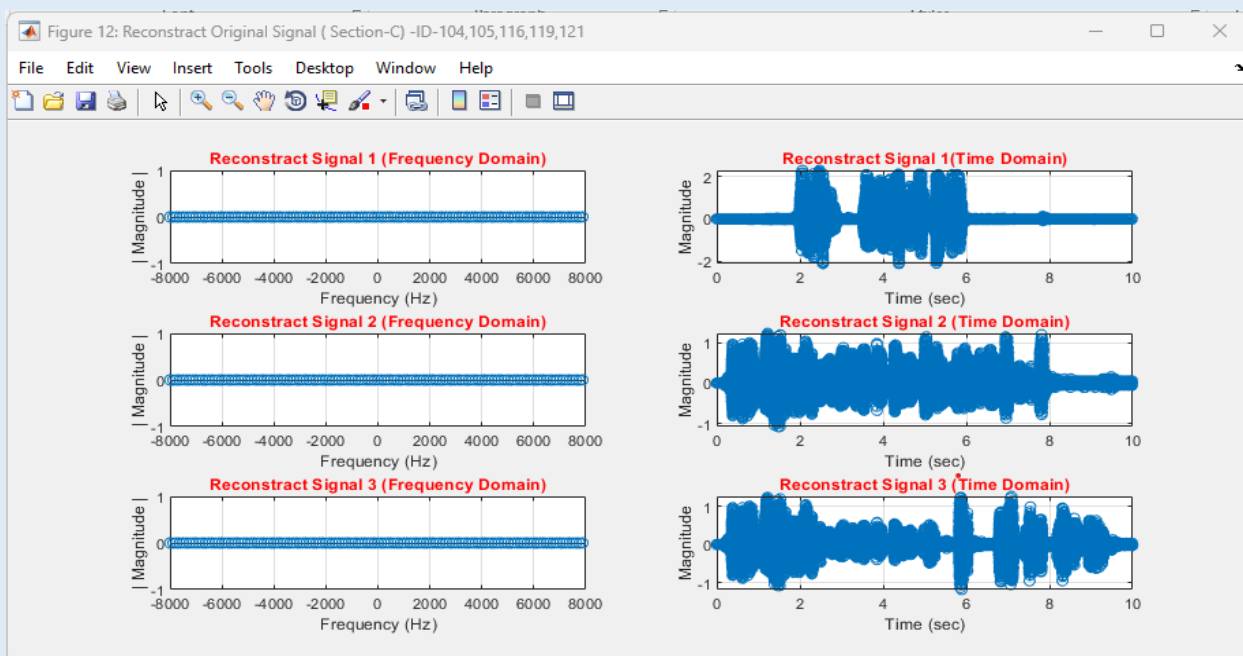 Figure 12: Reconstract Original Signal ( Section-C) -ID-104,105,116,119,121
File Edit View Insert Tools Desktop Window Help
Reconstract Signal 1 (Frequency Domain)
1
0
-1
| Magnitude |
-8000 -6000 -4000 -2000 0 2000 4000 6000 8000
Frequency (Hz)
Reconstract Signal 1(Time Domain)
2
0
-2
Magnitude
0 2 4 6 8 10
Time (sec)
Reconstract Signal 2 (Frequency Domain)
1
0
-1
| Magnitude |
-8000 -6000 -4000 -2000 0 2000 4000 6000 8000
Frequency (Hz)
Reconstract Signal 2 (Time Domain)
1
0
-1
Magnitude
0 2 4 6 8 10
Time (sec)
Reconstract Signal 3 (Frequency Domain)
1
0
-1
| Magnitude |
-8000 -6000 -4000 -2000 0 2000 4000 6000 8000
Frequency (Hz)
Reconstract Signal 3 (Time Domain)
1
0
-1
Magnitude
0 2 4 6 8 10
Time (sec)